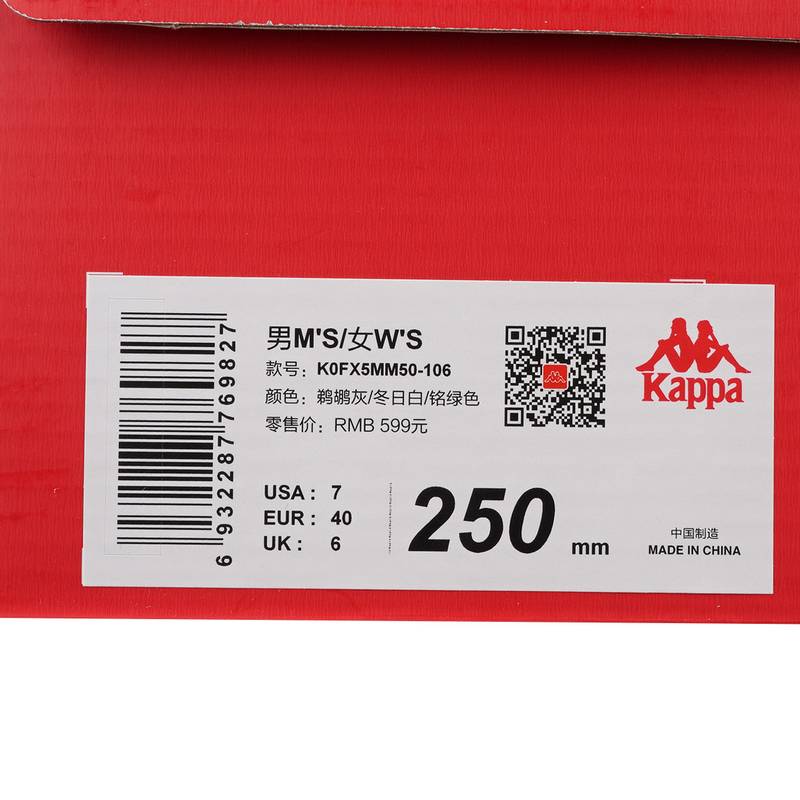 6 932287 769827
男M'S/女W'S
款号：K0FX5MM50-106
颜色：鹈鹕灰/冬日白/铭绿色
零售价：RMB 599元
USA : 7
EUR : 40
UK : 6
250 mm
Kappa
中国制造
MADE IN CHINA